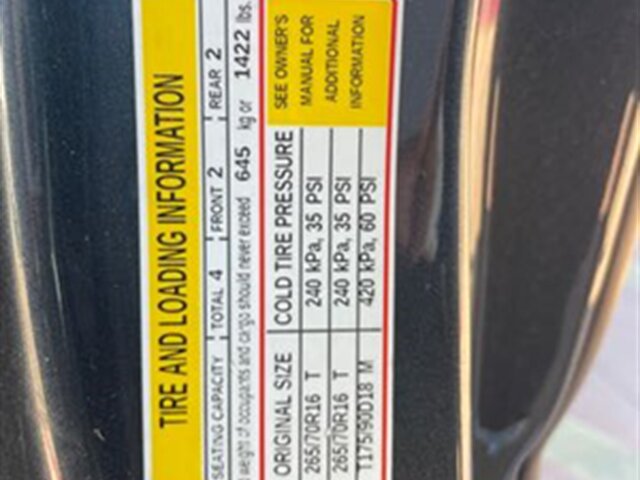 TIRE AND LOADING INFORMATION
SEATING CAPACITY TOTAL 4 FRONT 2 REAR 2
weight of occupants and cargo should never exceed 645 kg or 1422 lbs.
ORIGINAL SIZE COLD TIRE PRESSURE SEE OWNER'S
265/70R16 T 240 kPa, 35 PSI MANUAL FOR
265/70R16 T 240 kPa, 35 PSI ADDITIONAL
T175/90D18 M 420 kPa, 60 PSI INFORMATION